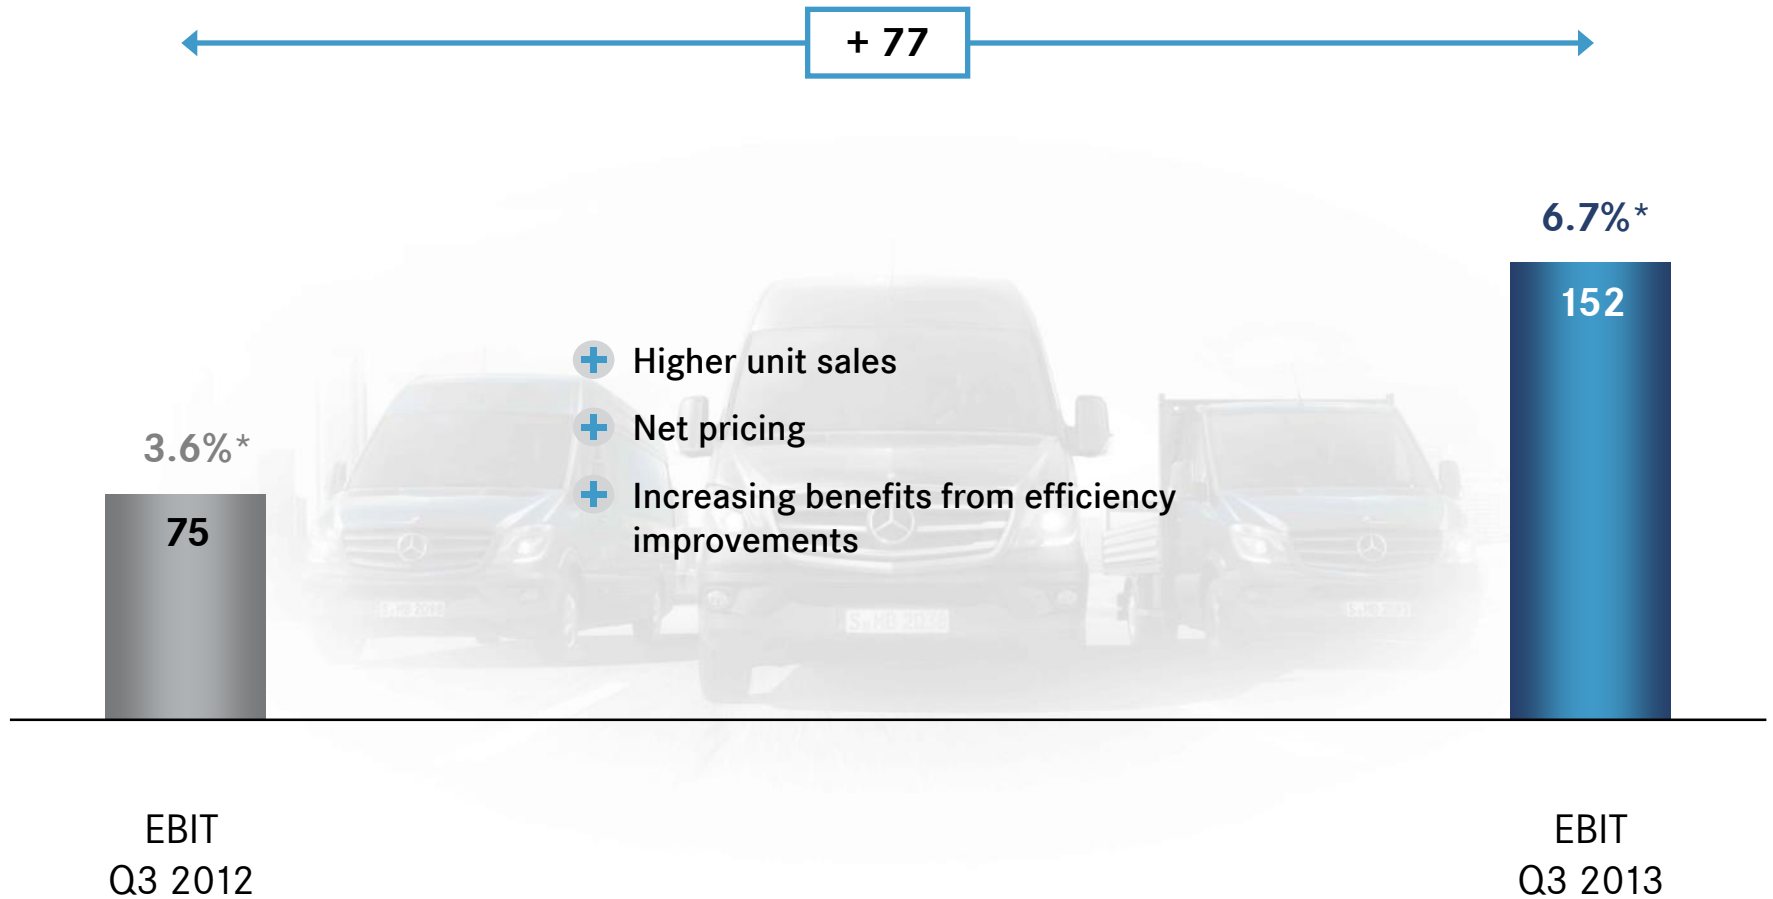 + 77
6.7%*
152
Higher unit sales
Net pricing
3.6%*
Increasing benefits from efficiency
improvements
75
EBIT
Q3 2012
EBIT
Q3 2013